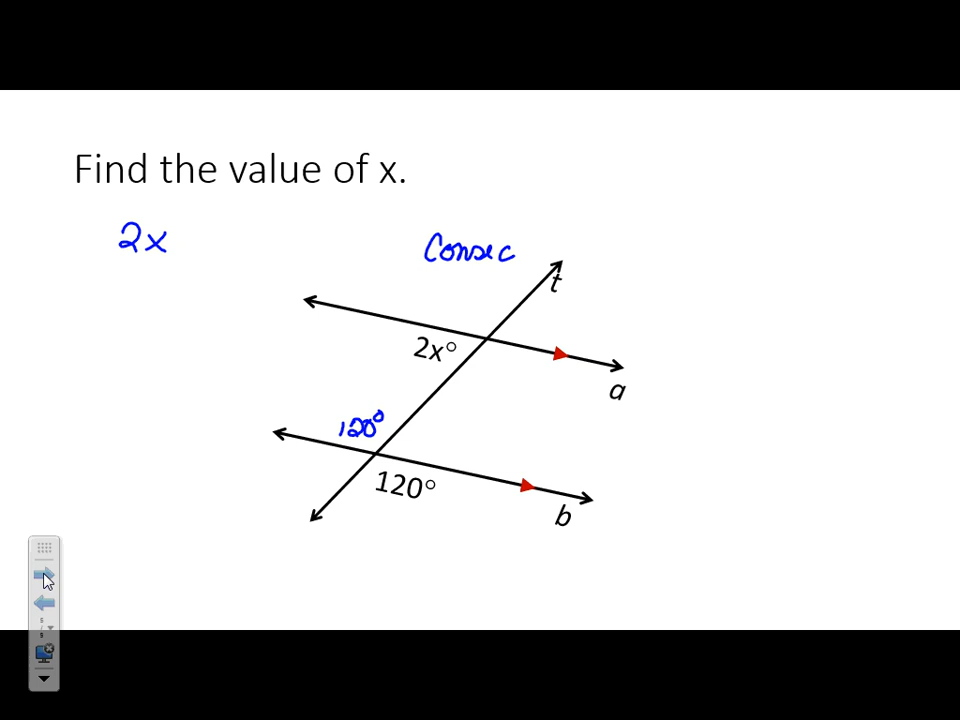 Find the value of x.
2x
Consec
t
2x°
a
120°
120°
b